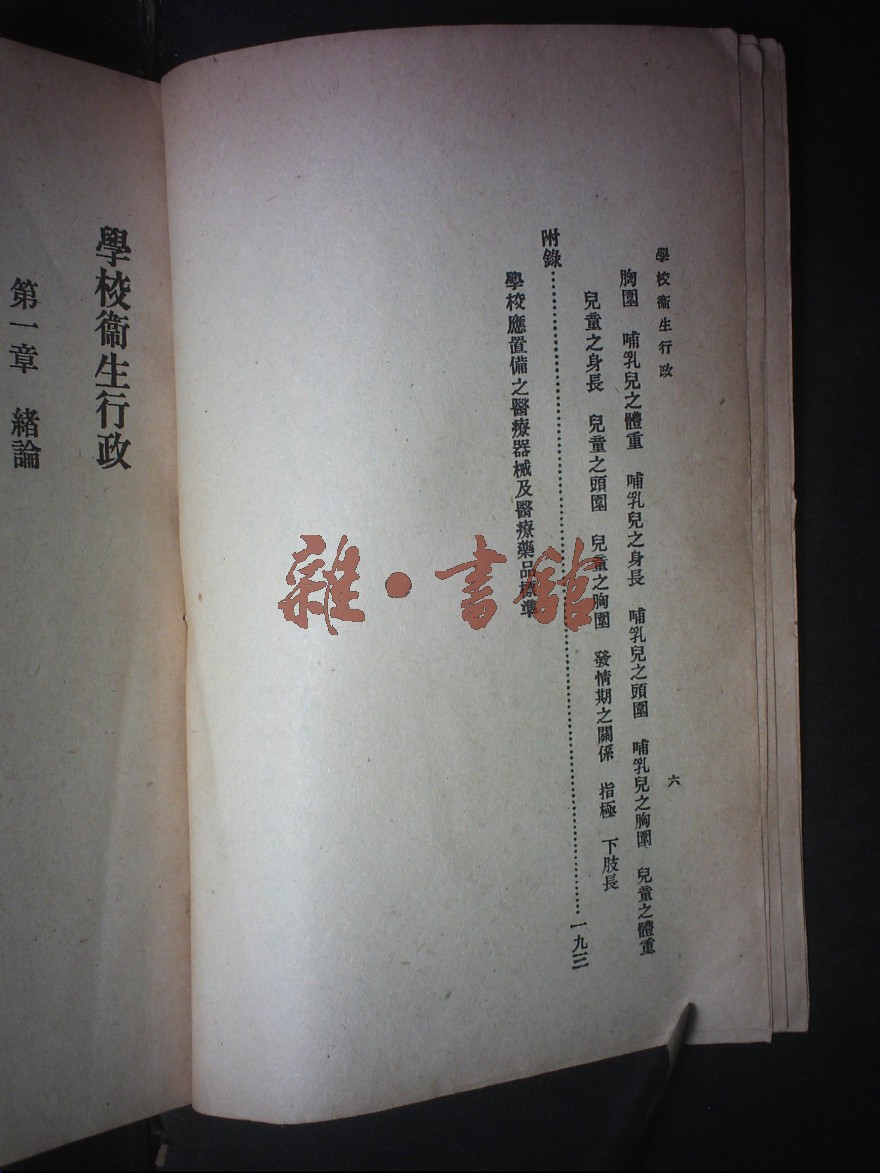 學校衞生行政
六
胸圍 哺乳兒之體重 哺乳兒之身長 哺乳兒之頭圍 哺乳兒之胸圍 兒童之體重
兒童之身長 兒童之頭圍 兒童之胸圍 發情期之關係 指極 下肢長
附錄……………………………………一九三
學校應置備之醫療器械及醫療藥品標準
學校衞生行政
第一章 緒論
雜·書館